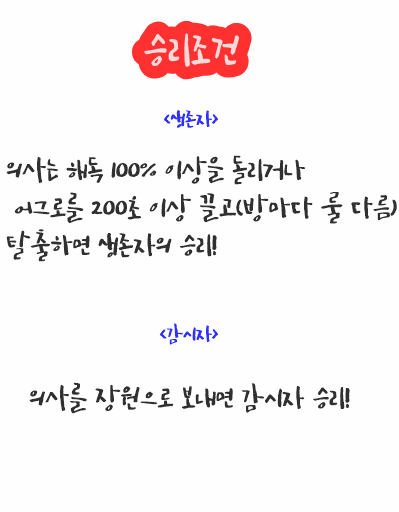 승리조건
<생존자>
의사는 해독 100% 이상을 돌리거나
어그로를 200초 이상 끌고(방마다 룰 다름)
탈출하면 생존자의 승리!
<감시자>
의사를 장원으로 보내면 감시자 승리!